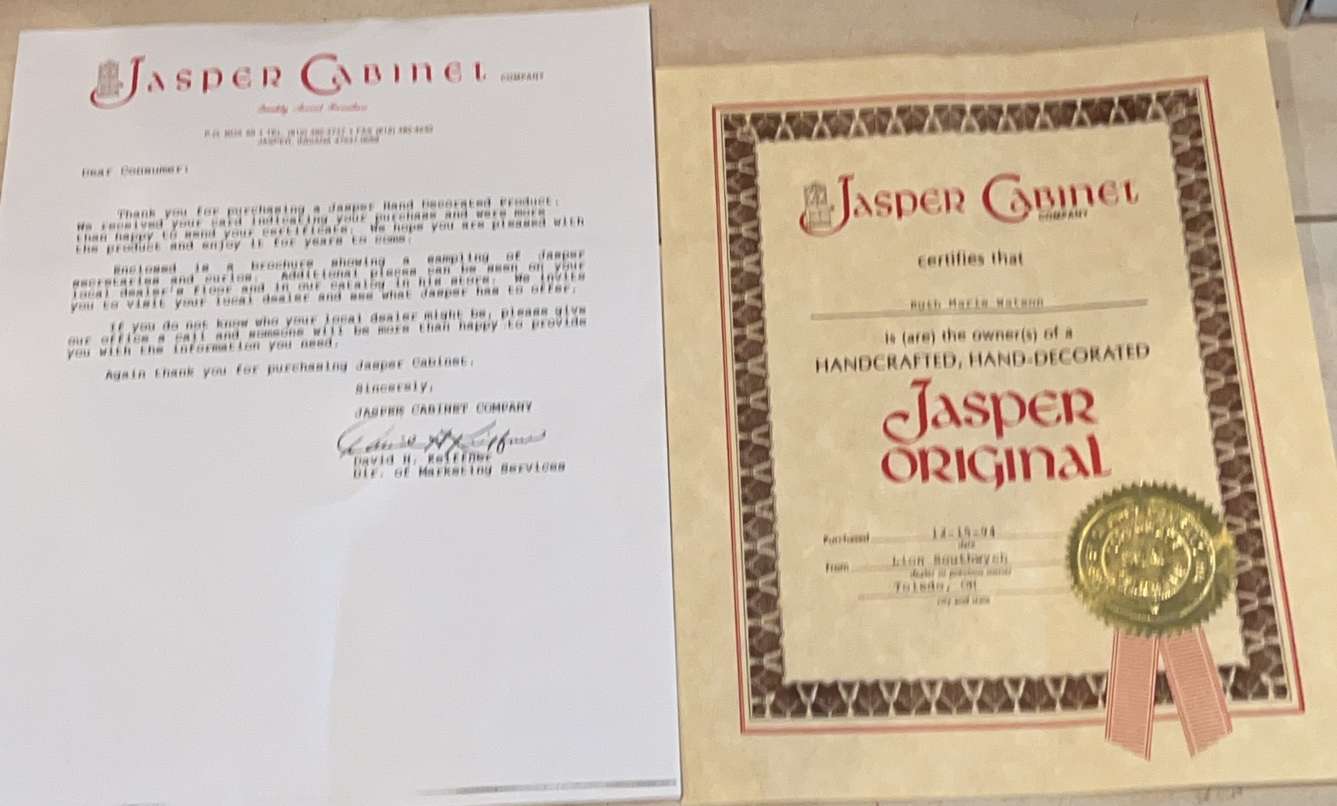 JASPER CABINET COMPANY
Dear Consumer:
Thank you for purchasing a Jasper Hand Decorated Product.
We received your card indicating your purchase and were more
than happy to send your certificate. We hope you are pleased with
the product and enjoy it for years to come.
Enclosed is a brochure showing a sampling of Jasper
secretaries and curios. Additional pieces can be seen on your
local dealer's floor and in our catalog in his store. We invite
you to visit your local dealer and see what Jasper has to offer.
If you do not know who your local dealer might be, please give
our office a call and someone will be more than happy to provide
you with the information you need.
Again thank you for purchasing Jasper Cabinet.
Sincerely,
JASPER CABINET COMPANY
David H.
Dir. of Marketing Services
JASPER CABINET
COMPANY
certifies that
Ruth Marie Watson
is (are) the owner(s) of a
HANDCRAFTED, HAND-DECORATED
JASPER
ORIGINAL
Purchased 12-15-94
date
From Lion Southwyck
Toledo, OH
city and state